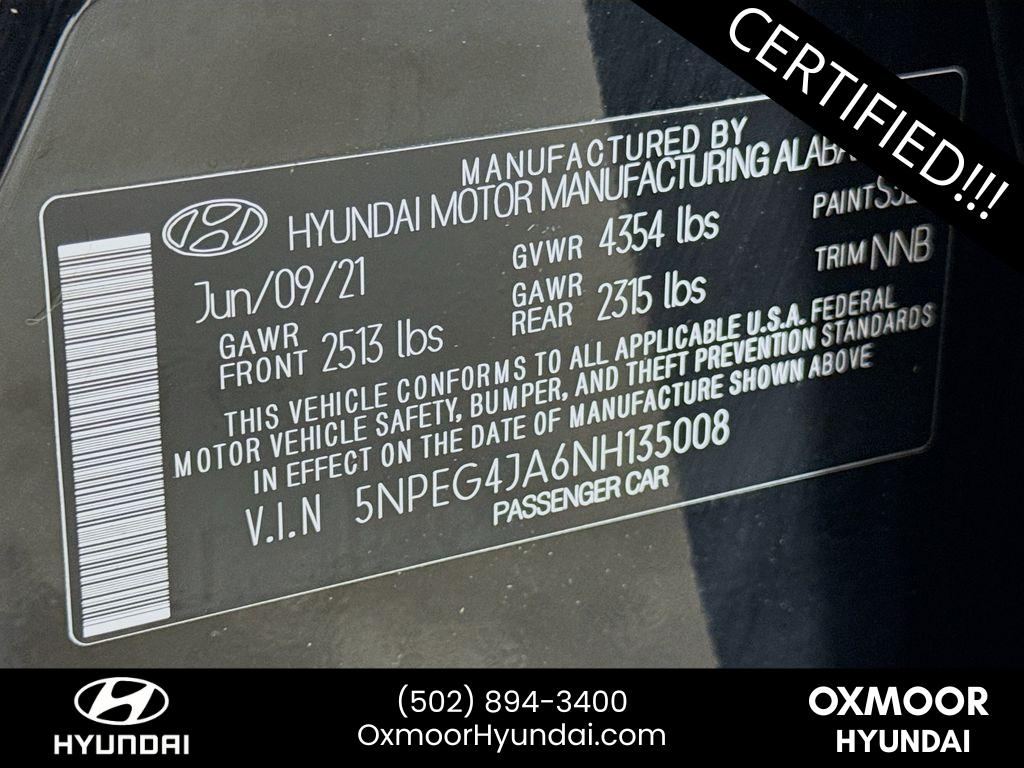 CERTIFIED!!!
MANUFACTURED BY
HYUNDAI MOTOR MANUFACTURING
Jun/09/21
GVWR 4354 lbs
PAINT
GAWR FRONT 2513 lbs
GAWR REAR 2315 lbs
TRIM NNB
THIS VEHICLE CONFORMS TO ALL APPLICABLE U.S.A. FEDERAL
MOTOR VEHICLE SAFETY, BUMPER, AND THEFT PREVENTION STANDARDS
IN EFFECT ON THE DATE OF MANUFACTURE SHOWN ABOVE
V.I.N 5NPEG4JA6NH135008
PASSENGER CAR
HYUNDAI
(502) 894-3400
OxmoorHyundai.com
OXMOOR
HYUNDAI